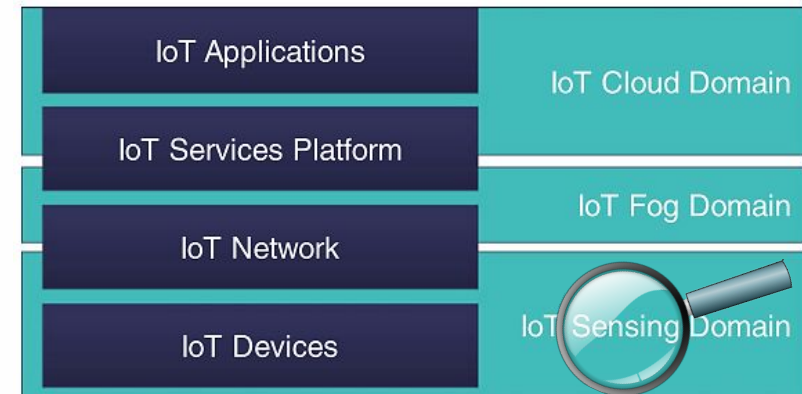 IoT Applications
IoT Cloud Domain
IoT Services Platform
IoT Fog Domain
IoT Network
IoT Sensing Domain
IoT Devices